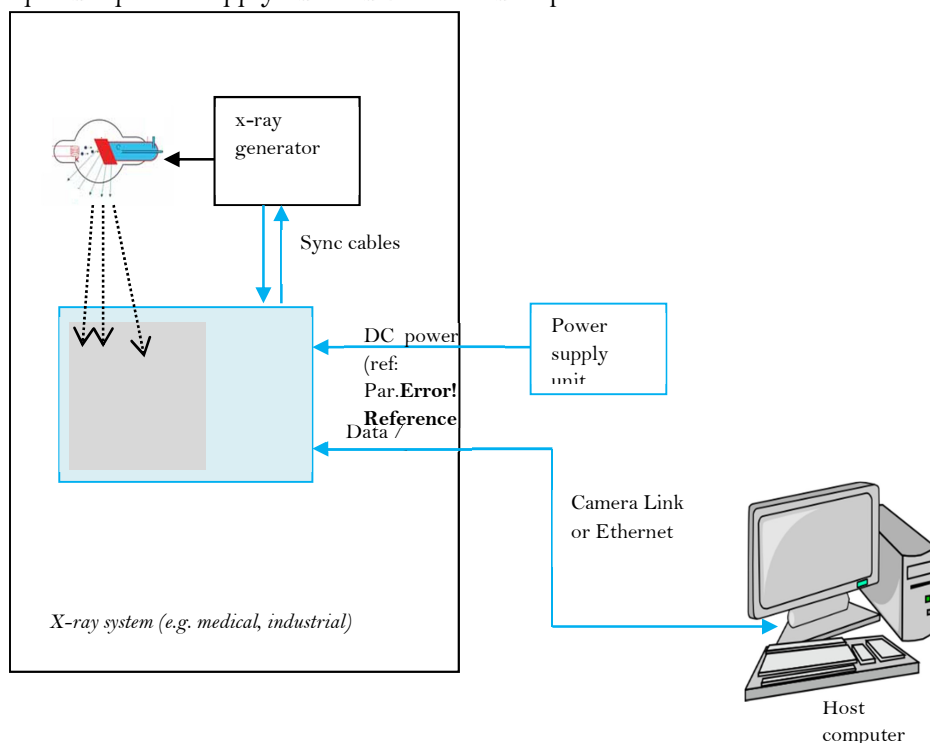 x-ray
generator
Sync cables
DC power
(ref:
Par.Error!
Reference
Data /
Power
supply
unit
Camera Link
or Ethernet
X-ray system (e.g. medical, industrial)
Host
computer